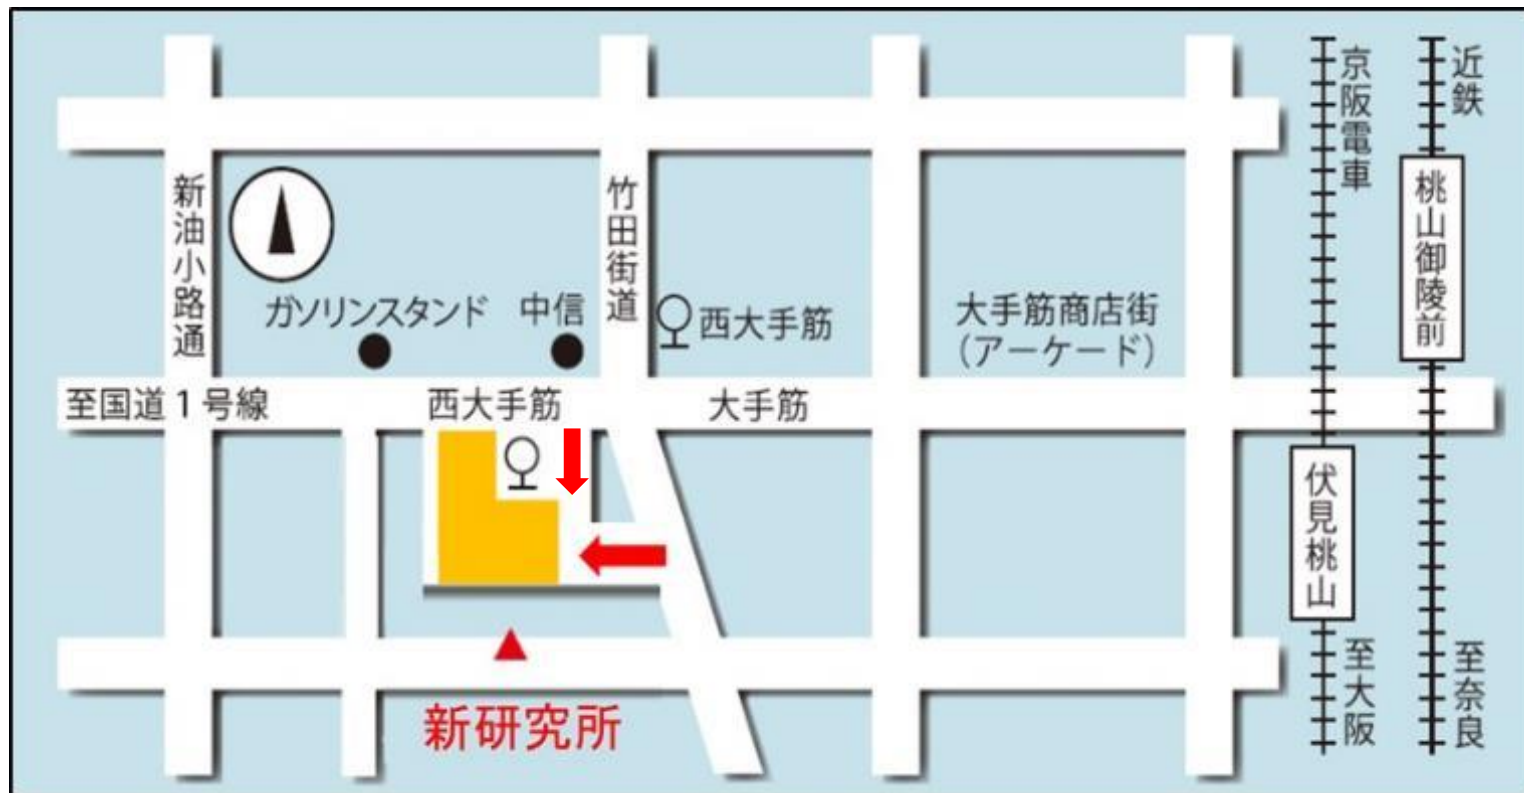 新油小路通
竹田街道
京阪電車
近鉄
桃山御陵前
ガソリンスタンド
中信
西大手筋
大手筋商店街
（アーケード）
至国道1号線
西大手筋
大手筋
伏見桃山
至大阪
至奈良
新研究所